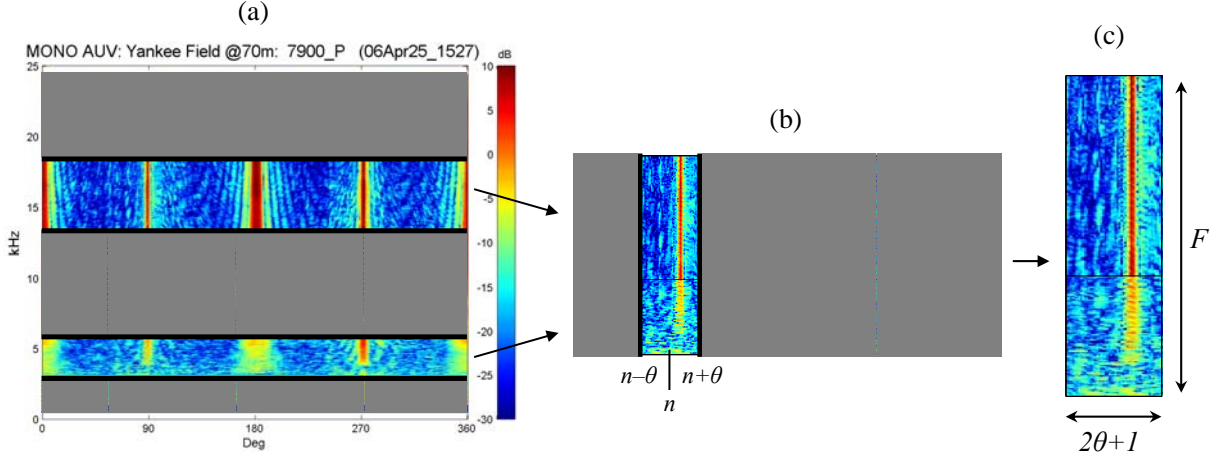 (a)
MONO AUV: Yankee Field @70m: 7900_P (06Apr25_1527)
dB
25
20
15
10
5
0
kHz
0
90
180
270
360
Deg
10
5
0
-5
-10
-15
-20
-25
-30
(b)
n–θ
n+θ
n
(c)
F
2θ+1